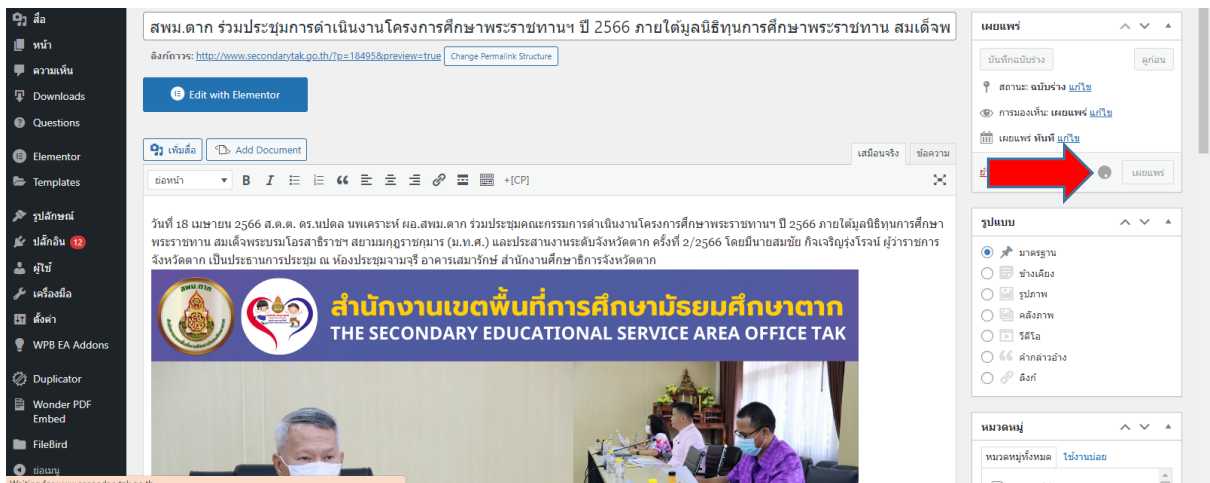 สื่อ
หน้า
ความเห็น
Downloads
Questions
Elementor
Templates
รูปลักษณ์
ปลั๊กอิน 12
ผู้ใช้
เครื่องมือ
ตั้งค่า
WPB EA Addons
Duplicator
Wonder PDF
Embed
FileBird
ย่อเมนู
สพม.ตาก ร่วมประชุมการดำเนินงานโครงการศึกษาพระราชทานฯ ปี 2566 ภายใต้มูลนิธิทุนการศึกษาพระราชทาน สมเด็จพ
ลิงก์ถาวร: http://www.secondarytak.go.th/?p=18495&preview=true Change Permalink Structure
Edit with Elementor
เพิ่มสื่อ Add Document
เสมือนจริง ข้อความ
ย่อหน้า B I +[CP]
วันที่ 18 เมษายน 2566 ส.ต.ต. ดร.นปดล นพเคราะห์ ผอ.สพม.ตาก ร่วมประชุมคณะกรรมการดำเนินงานโครงการศึกษาพระราชทานฯ ปี 2566 ภายใต้มูลนิธิทุนการศึกษา
พระราชทาน สมเด็จพระบรมโอรสาธิราชฯ สยามมกุฎราชกุมาร (ม.ท.ศ.) และประสานงานระดับจังหวัดตาก ครั้งที่ 2/2566 โดยมีนายสมชัย กิจเจริญรุ่งโรจน์ ผู้ว่าราชการ
จังหวัดตาก เป็นประธานการประชุม ณ ห้องประชุมจามจุรี อาคารเสมารักษ์ สำนักงานศึกษาธิการจังหวัดตาก
สพม.ตาก
สำนักงานเขตพื้นที่การศึกษามัธยมศึกษาตาก
THE SECONDARY EDUCATIONAL SERVICE AREA OFFICE TAK
เผยแพร่
บันทึกฉบับร่าง ดูก่อน
สถานะ: ฉบับร่าง แก้ไข
การมองเห็น: เผยแพร่ แก้ไข
เผยแพร่ ทันที แก้ไข
เผยแพร่
รูปแบบ
มาตรฐาน
ข้างเคียง
รูปภาพ
คลังภาพ
วีดีโอ
คำกล่าวอ้าง
ลิงก์
หมวดหมู่
หมวดหมู่ทั้งหมด ใช้งานบ่อย